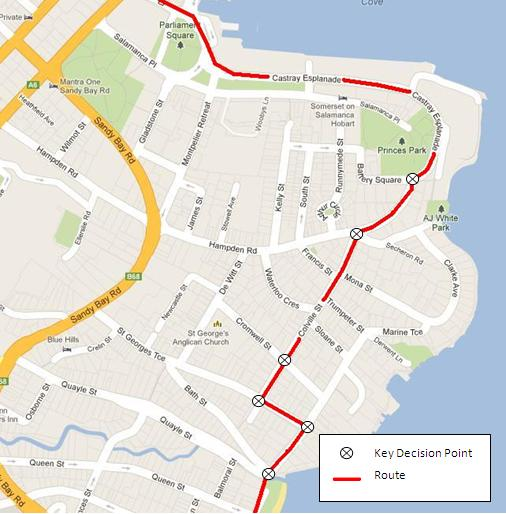 Cove
Private
Parliament
Square
Salamanca Pl
Castray Esplanade
Castray Esplanade
A6
Mantra One
Sandy Bay Rd
Heathfield Ave
Wilmot St
Sandy Bay Rd
Gladstone St
Montpelier Retreat
Woobys Ln
Somerset on
Salamanca
Hobart
Salamanca Pl
Princes Park
Hampden Rd
Runnymede St
Battery Square
Kelly St
South St
Arthur Circle
AJ White
Park
James St
Stowell Ave
Ellerslie Rd
Hampden Rd
Secheron Rd
Francis St
Mona St
Clarke Ave
De Witt St
Waterloo Cres
B68
Newcastle St
Colville St
Trumpeter St
Sandy Bay Rd
St George's
Anglican Church
Cromwell St
Sloane St
Marine Tce
Derwent Ln
Blue Hills
Crelin St
St Georges Tce
Bath St
Osborne St
Quayle St
Quayle St
Inn
Queen St
Queen St
Balmoral St
Key Decision Point
Route